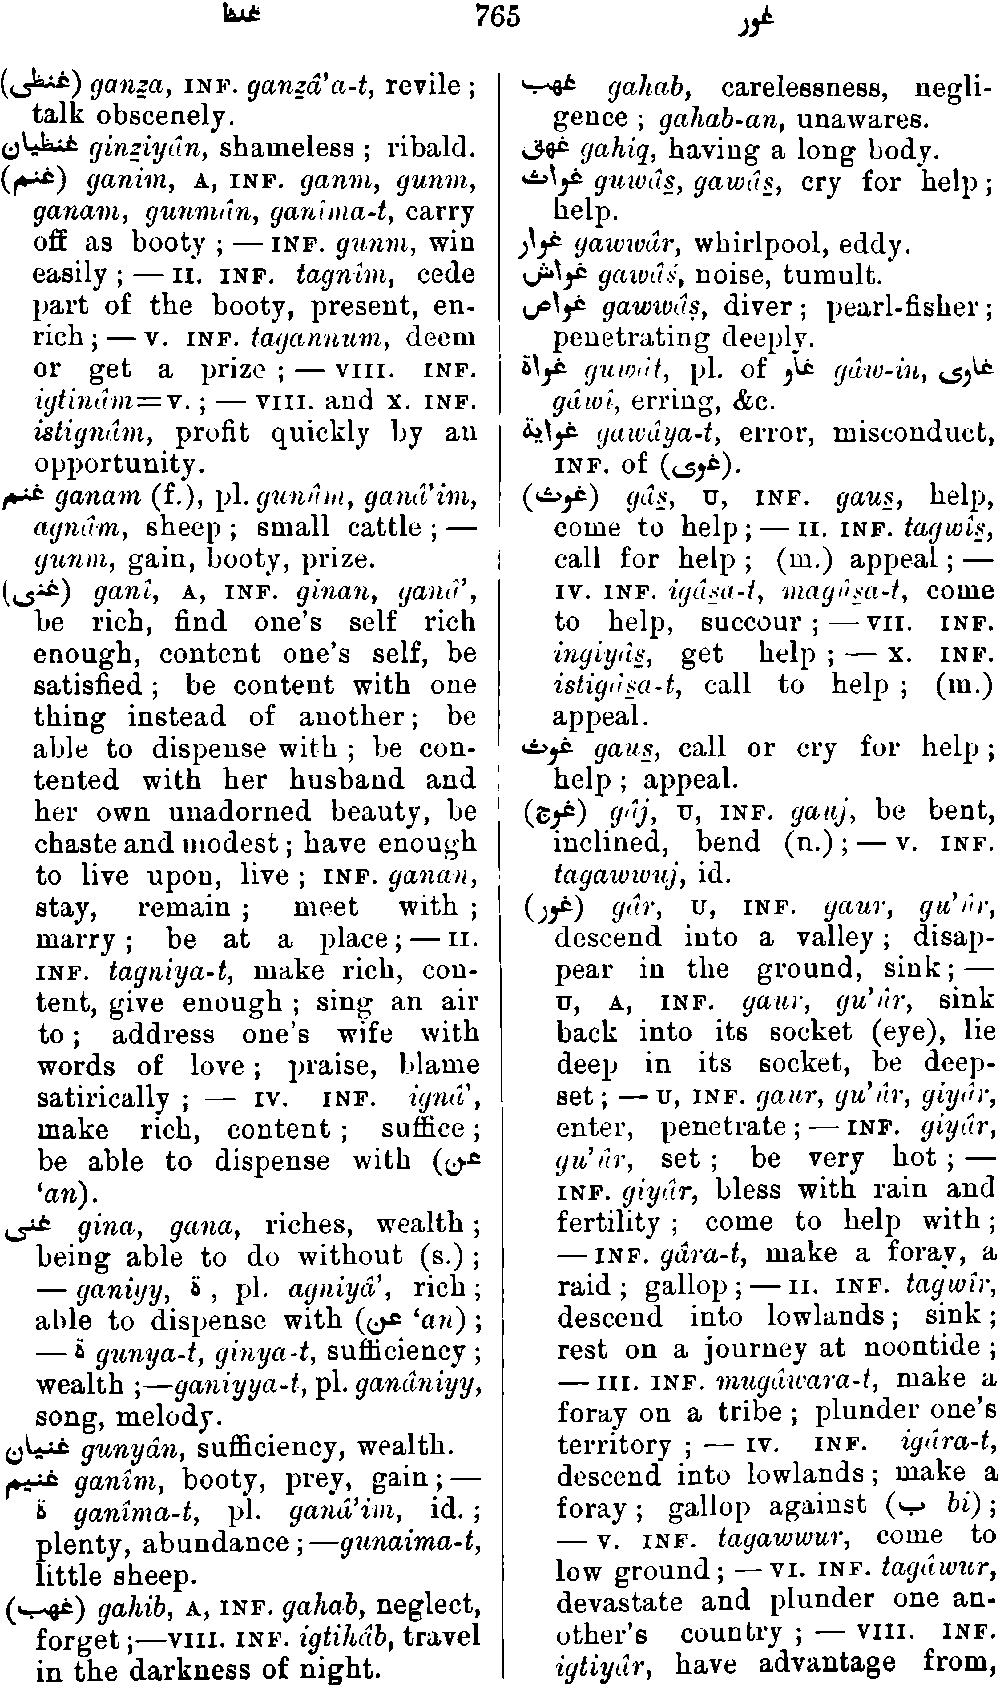 غنظ 765 غور
(غنظى) ganẕa, INF. ganẕâ’a-t, revile ;
talk obscenely.
غنظيان ginẕiyân, shameless ; ribald.
(غنم) ganim, A, INF. ganm, gunm,
ganam, gunmân, ganîma-t, carry
off as booty ; — INF. gunm, win
easily ; — II. INF. tagnîm, cede
part of the booty, present, en-
rich ; — V. INF. tagannum, deem
or get a prize ; — VIII. INF.
igtinâm = V. ; — VIII. and X. INF.
istignâm, profit quickly by an
opportunity.
غنم ganam (f.), pl. gunûm, ganâ’im,
agnâm, sheep ; small cattle ; —
gunm, gain, booty, prize.
(غنى) ganî, A, INF. ginan, ganâ’,
be rich, find one’s self rich
enough, content one’s self, be
satisfied ; be content with one
thing instead of another ; be
able to dispense with ; be con-
tented with her husband and
her own unadorned beauty, be
chaste and modest ; have enough
to live upon, live ; INF. ganan,
stay, remain ; meet with ;
marry ; be at a place ; — II.
INF. tagniya-t, make rich, con-
tent, give enough ; sing an air
to ; address one’s wife with
words of love ; praise, blame
satirically ; — IV. INF. ignâ’,
make rich, content ; suffice ;
be able to dispense with (عن
‘an).
غنى gina, gana, riches, wealth ;
being able to do without (s.) ;
— ganiyy, ة , pl. agniyâ’, rich ;
able to dispense with (عن ‘an) ;
— ة gunya-t, ginya-t, sufficiency ;
wealth ;—ganiyya-t, pl. ganâniyy,
song, melody.
غنيان gunyân, sufficiency, wealth.
غنيم ganîm, booty, prey, gain ; —
ة ganîma-t, pl. ganâ’im, id. ;
plenty, abundance ;—gunaima-t,
little sheep.
(غهب) gahib, A, INF. gahab, neglect,
forget ;—VIII. INF. igtihâb, travel
in the darkness of night.
غهب gahab, carelessness, negli-
gence ; gahab-an, unawares.
غهق gahiq, having a long body.
غواث guwâs̱, gawâs̱, cry for help ;
help.
غوار gawwâr, whirlpool, eddy.
غواش gawâś, noise, tumult.
غواص gawwâṣ, diver ; pearl-fisher ;
penetrating deeply.
غواة guwât, pl. of غاو gâw-in, غاوى
gâwî, erring, &c.
غواية gawâya-t, error, misconduct,
INF. of (غوى).
(غوث) gâs̱, U, INF. gaus̱, help,
come to help ; — II. INF. tagwîs̱,
call for help ; (m.) appeal ; —
IV. INF. igâs̱a-t, magûs̱a-t, come
to help, succour ; — VII. INF.
ingiyâs̱, get help ; — X. INF.
istigâs̱a-t, call to help ; (m.)
appeal.
غوث gaus̱, call or cry for help ;
help ; appeal.
(غوج) gâj, U, INF. gauj, be bent,
inclined, bend (n.) ; — V. INF.
tagawwuj, id.
(غور) gâr, U, INF. gaur, gu’ûr,
descend into a valley ; disap-
pear in the ground, sink ; —
U, A, INF. gaur, gu’ûr, sink
back into its socket (eye), lie
deep in its socket, be deep-
set ; — U, INF. gaur, gu’ûr, giyâr,
enter, penetrate ; — INF. giyâr,
gu’ûr, set ; be very hot ; —
INF. giyâr, bless with rain and
fertility ; come to help with ;
— INF. gâra-t, make a foray, a
raid ; gallop ; — II. INF. tagwîr,
descend into lowlands ; sink ;
rest on a journey at noontide ;
— III. INF. mugâwara-t, make a
foray on a tribe ; plunder one’s
territory ; — IV. INF. igâra-t,
descend into lowlands ; make a
foray ; gallop against (ب bi) ;
— V. INF. tagawwur, come to
low ground ; — VI. INF. tagâwur,
devastate and plunder one an-
other’s country ; — VIII. INF.
igtiyâr, have advantage from,